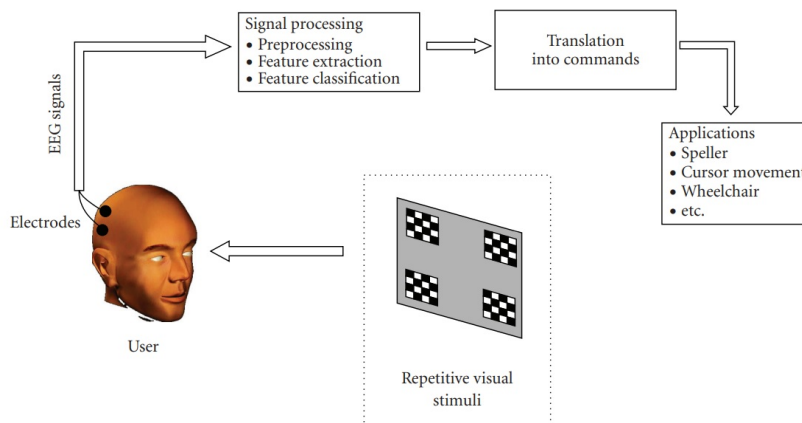 Signal processing
• Preprocessing
• Feature extraction
• Feature classification
Translation
into commands
EEG signals
Applications
• Speller
• Cursor movement
• Wheelchair
• etc.
Electrodes
User
Repetitive visual
stimuli